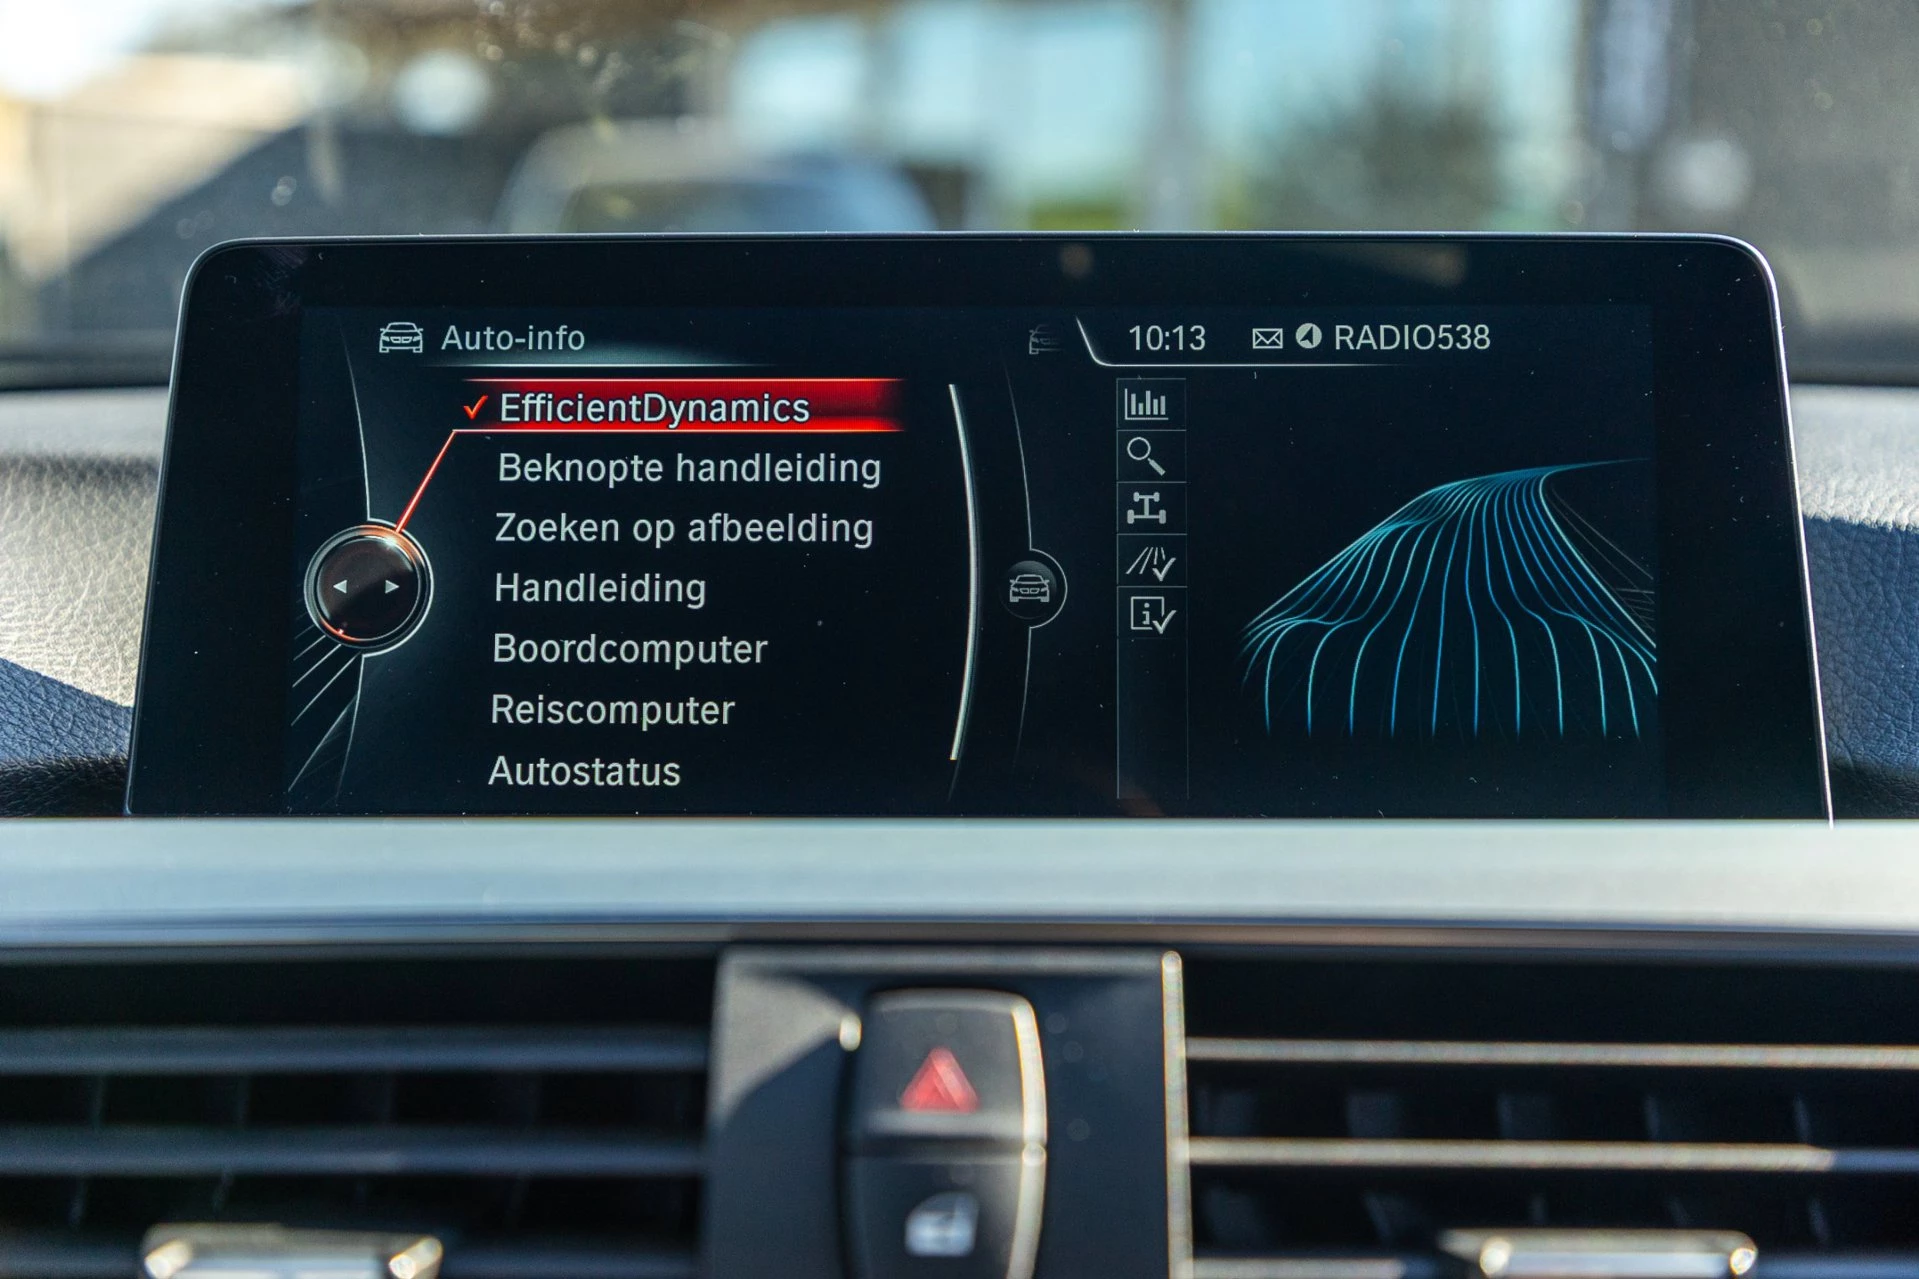 Auto-info
10:13 RADIO538
EfficientDynamics
Beknopte handleiding
Zoeken op afbeelding
Handleiding
Boordcomputer
Reiscomputer
Autostatus